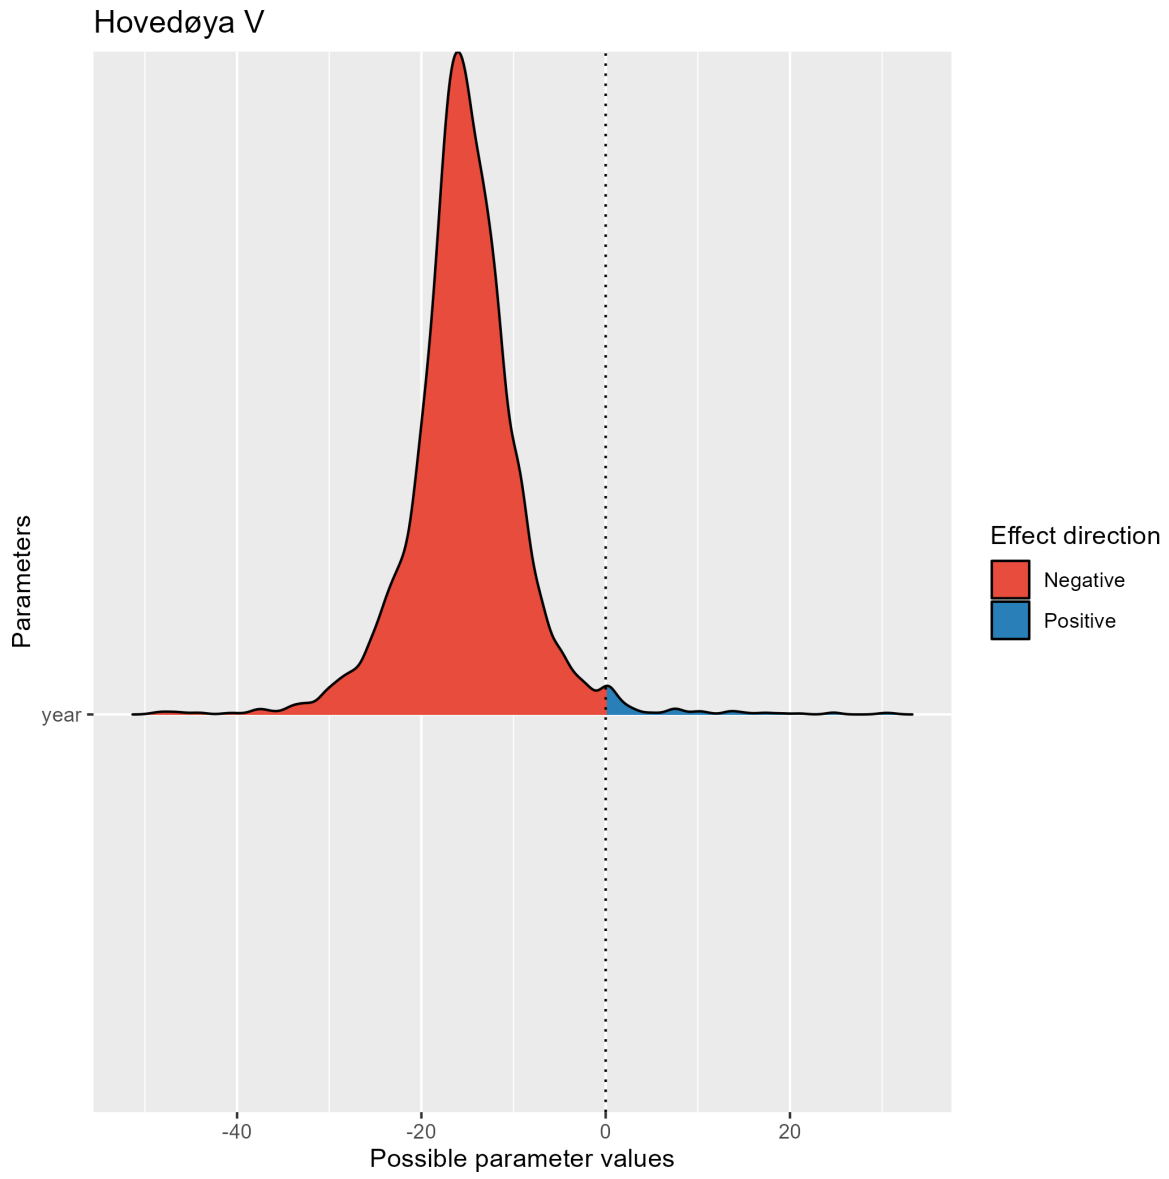 Hovedøya V
Parameters
year
-40
-20
0
20
Possible parameter values
Effect direction
Negative
Positive